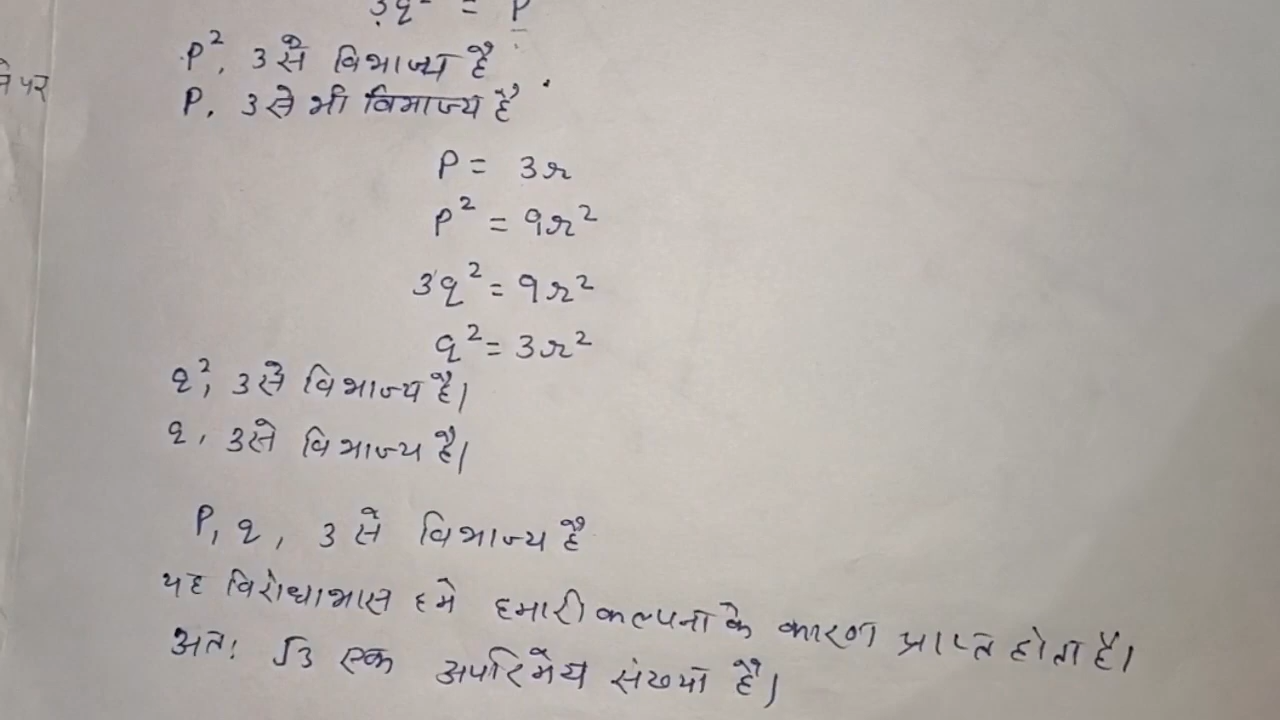 3q² = p
P², 3 से विभाज्य है
P, 3 से भी विभाज्य है
P = 3r
P² = 9r²
3q² = 9r²
q² = 3r²
q², 3 से विभाज्य है।
q, 3 से विभाज्य है।
P, q, 3 से विभाज्य है
यह विरोधाभास हमे हमारी कल्पना के कारण प्राप्त होता है।
अतः √3 एक अपरिमेय संख्या है।